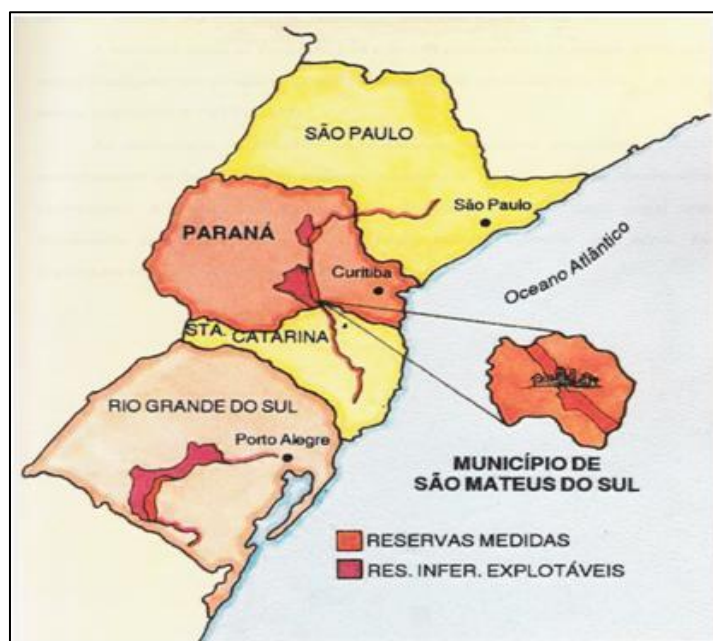 SÃO PAULO
São Paulo
PARANÁ
Curitiba
Oceano Atlântico
STA. CATARINA
RIO GRANDE DO SUL
Porto Alegre
MUNICÍPIO DE
SÃO MATEUS DO SUL
RESERVAS MEDIDAS
RES. INFER. EXPLOTÁVEIS